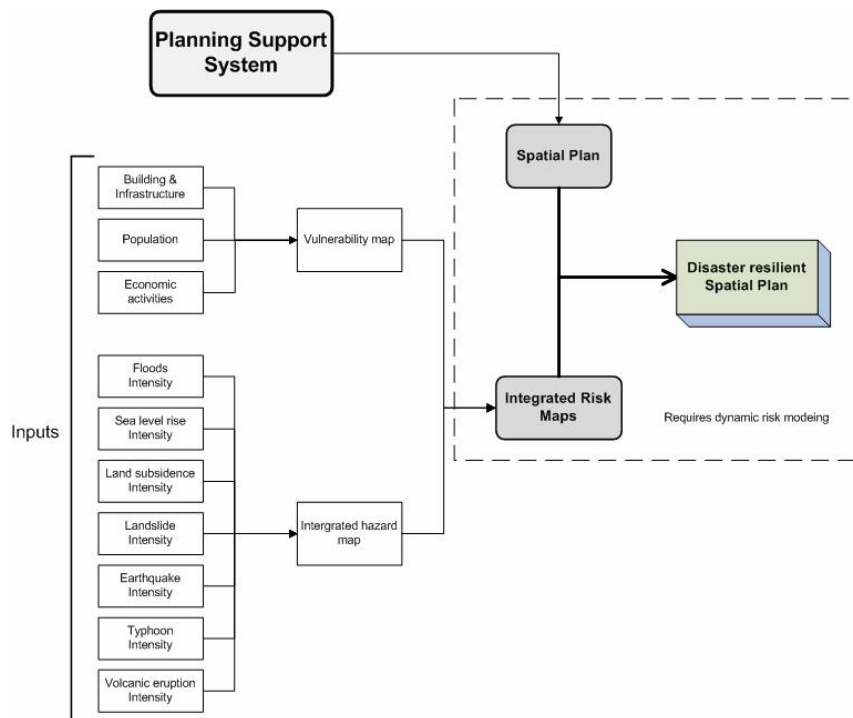 Planning Support
System
Spatial Plan
Building &
Infrastructure
Population
Vulnerability map
Economic
activities
Disaster resilient
Spatial Plan
Inputs
Floods
Intensity
Sea level rise
Intensity
Land subsidence
Intensity
Landslide
Intensity
Earthquake
Intensity
Typhoon
Intensity
Volcanic eruption
Intensity
Intergrated hazard
map
Integrated Risk
Maps
Requires dynamic risk modeing